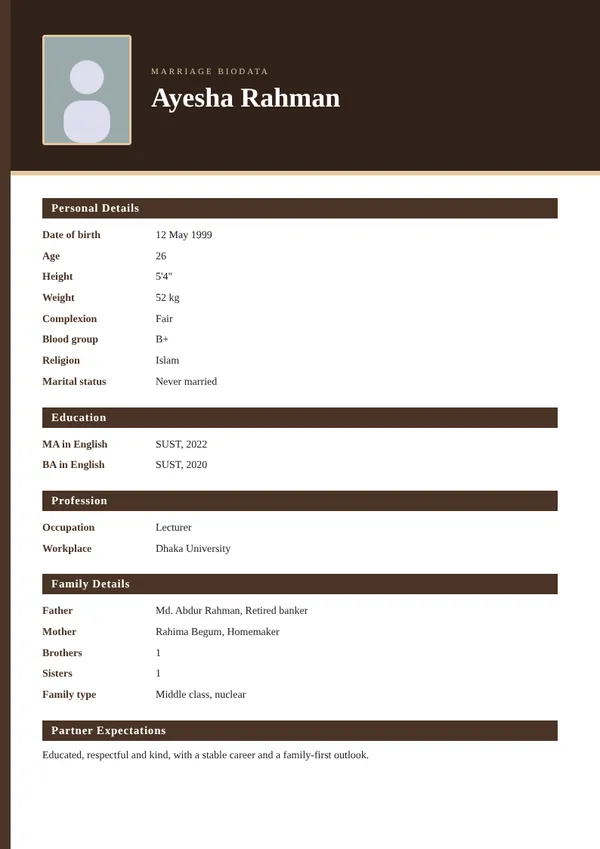 MARRIAGE BIODATA
Ayesha Rahman
Personal Details
Date of birth 12 May 1999
Age 26
Height 5'4"
Weight 52 kg
Complexion Fair
Blood group B+
Religion Islam
Marital status Never married
Education
MA in English SUST, 2022
BA in English SUST, 2020
Profession
Occupation Lecturer
Workplace Dhaka University
Family Details
Father Md. Abdur Rahman, Retired banker
Mother Rahima Begum, Homemaker
Brothers 1
Sisters 1
Family type Middle class, nuclear
Partner Expectations
Educated, respectful and kind, with a stable career and a family-first outlook.